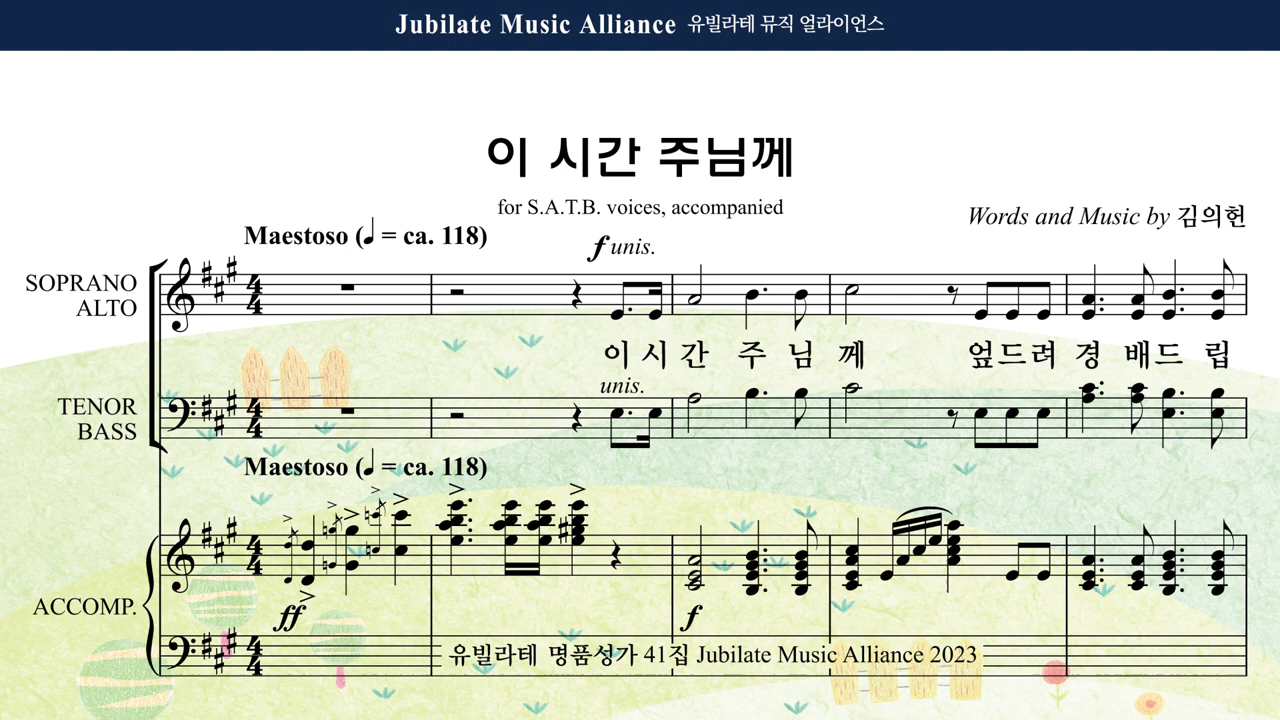 Jubilate Music Alliance 유빌라테 뮤직 얼라이언스
이 시간 주님께
for S.A.T.B. voices, accompanied
Words and Music by 김의헌
Maestoso (♩ = ca. 118)
f unis.
SOPRANO
ALTO
이 시 간 주 님 께 엎드려 경 배드 립
unis.
TENOR
BASS
Maestoso (♩ = ca. 118)
ACCOMP.
ff
f
유빌라테 명품성가 41집 Jubilate Music Alliance 2023